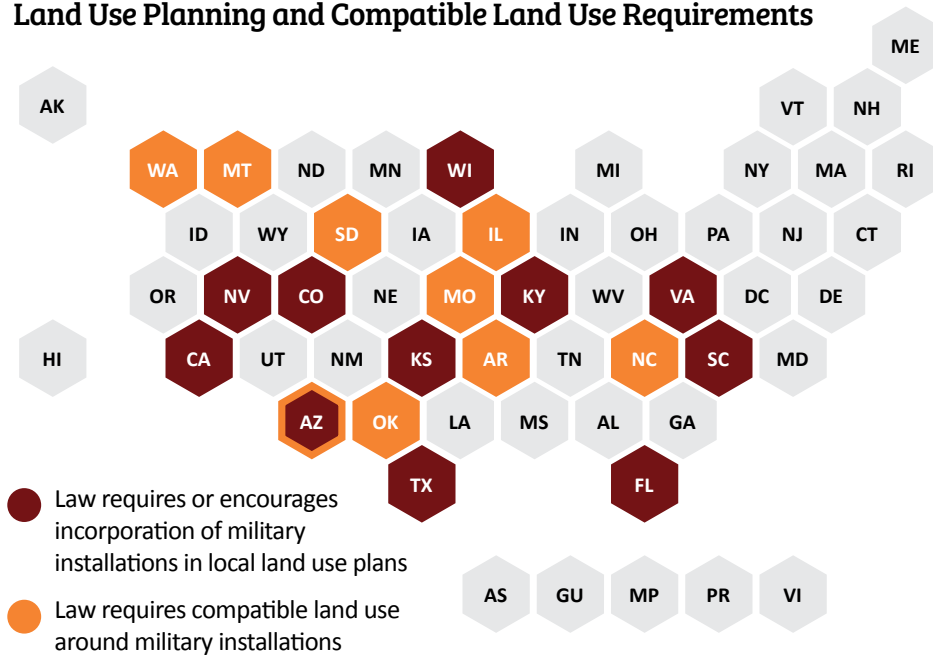 Land Use Planning and Compatible Land Use Requirements
ME
AK
VT NH
WA MT ND MN WI MI NY MA RI
ID WY SD IA IL IN OH PA NJ CT
OR NV CO NE MO KY WV VA DC DE
HI CA UT NM KS AR TN NC SC MD
AZ OK LA MS AL GA
TX FL
Law requires or encourages
incorporation of military
installations in local land use plans
AS GU MP PR VI
Law requires compatible land use
around military installations